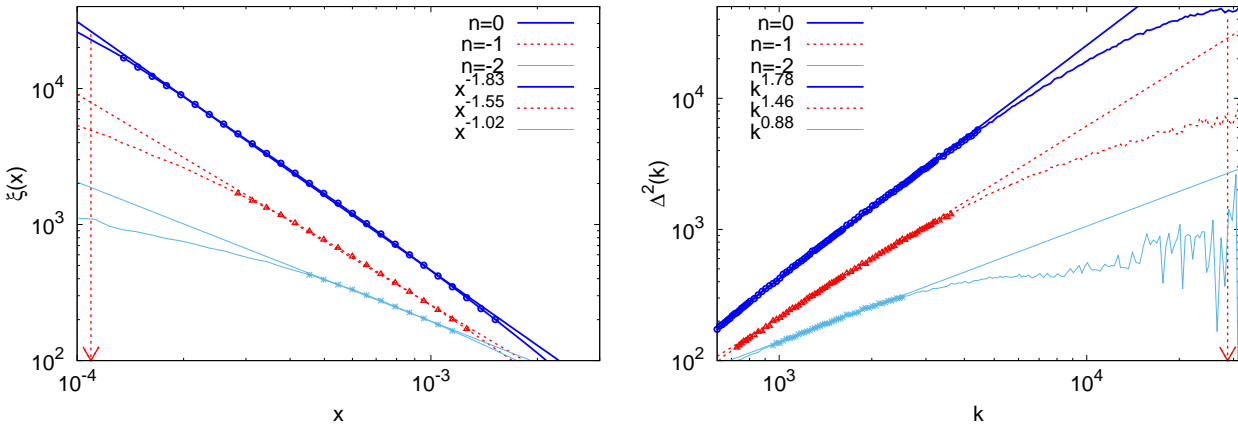 n=0
n=-1
n=-2
x^-1.83
x^-1.55
x^-1.02
10^4
10^3
10^2
ξ(x)
10^-4
10^-3
x
n=0
n=-1
n=-2
k^1.78
k^1.46
k^0.88
10^4
10^3
10^2
Δ^2(k)
10^3
10^4
k